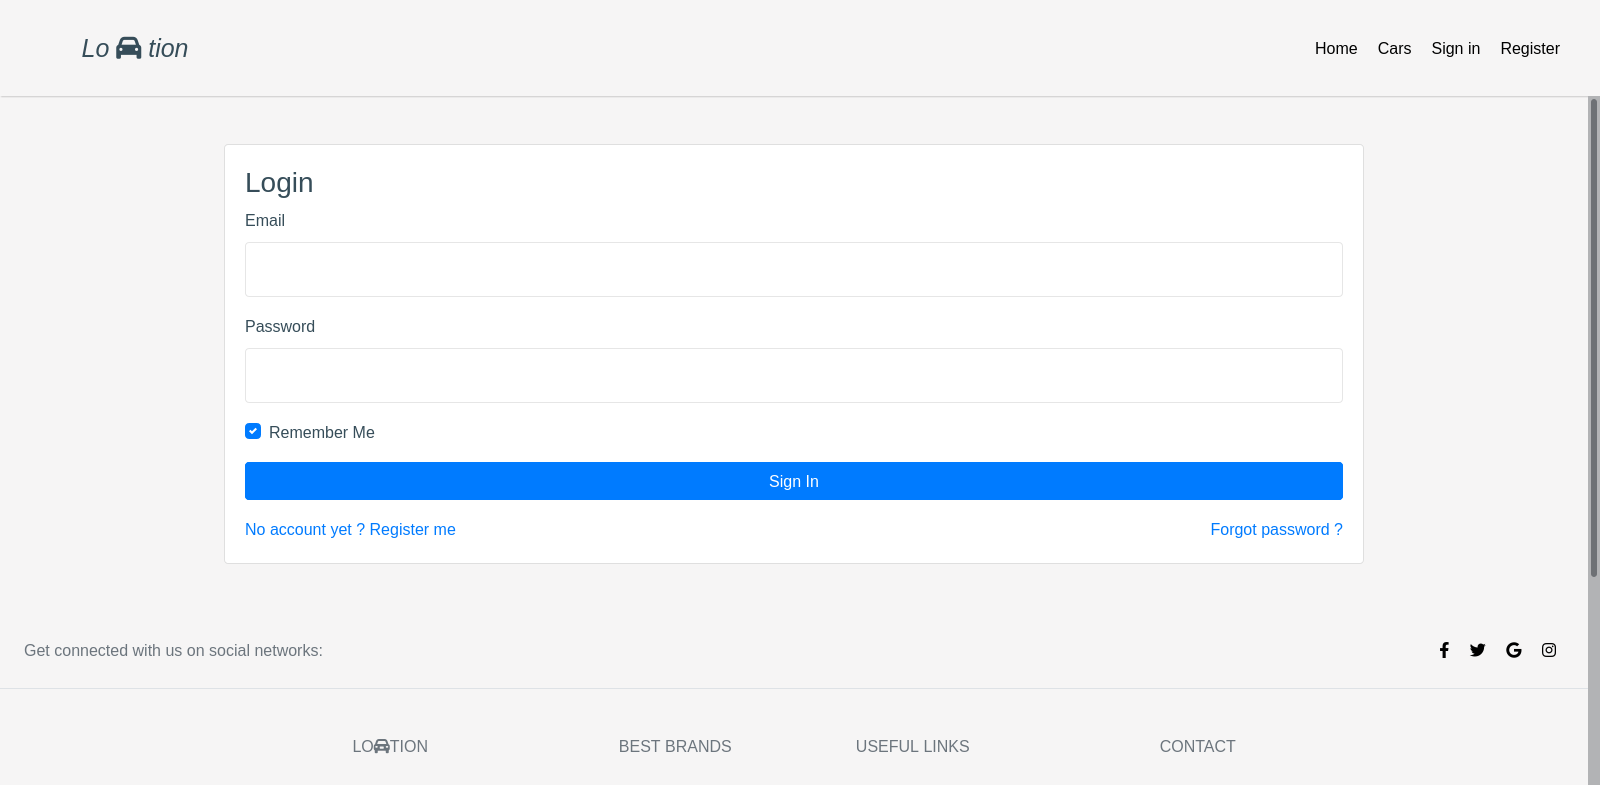 Lo tion
Home Cars Sign in Register
Login
Email
Password
Remember Me
Sign In
No account yet ? Register me
Forgot password ?
Get connected with us on social networks:
LO TION
BEST BRANDS
USEFUL LINKS
CONTACT